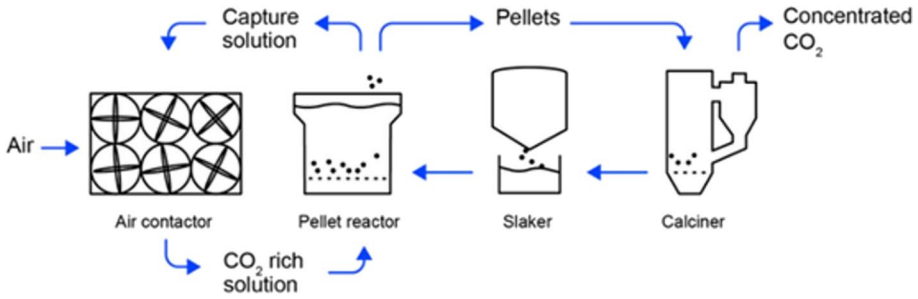 Capture
solution
Pellets
Concentrated
CO₂
Air
Air contactor
Pellet reactor
Slaker
Calciner
CO₂ rich
solution